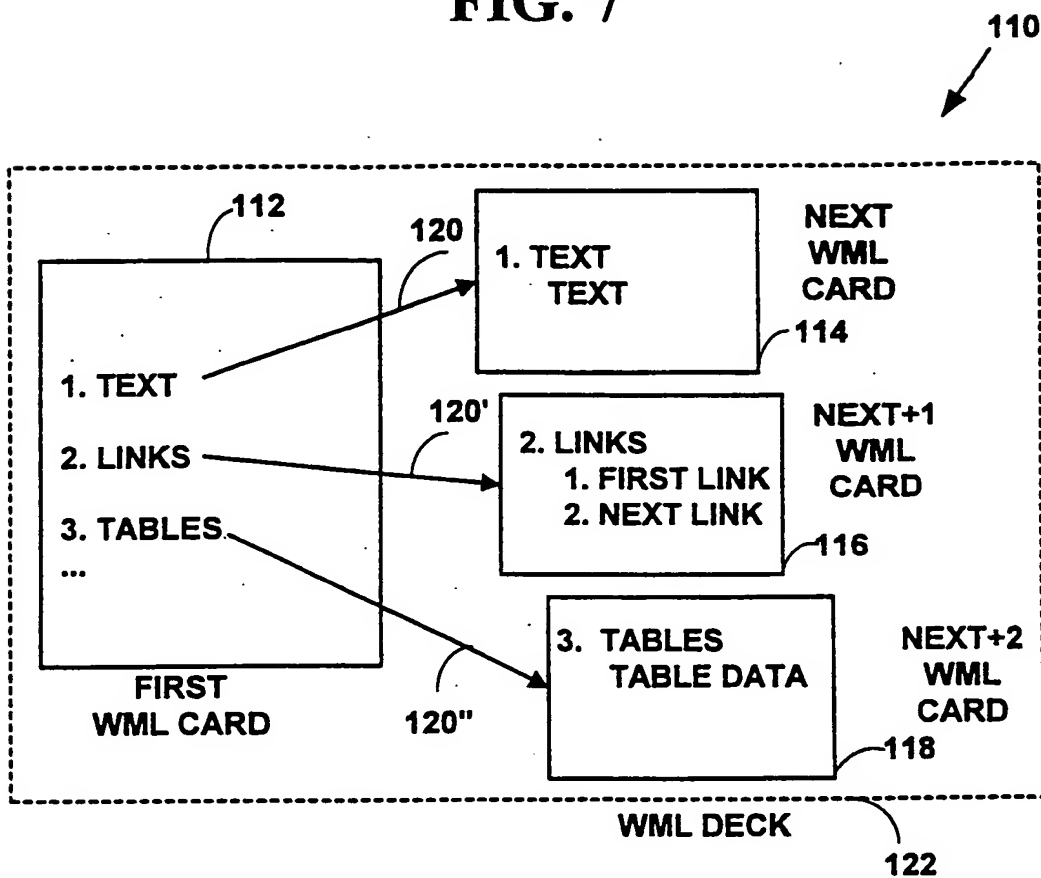 FIG. 7
110
112
120
1. TEXT
TEXT
NEXT
WML
CARD
114
1. TEXT
2. LINKS
3. TABLES
...
120'
2. LINKS
1. FIRST LINK
2. NEXT LINK
NEXT+1
WML
CARD
116
3. TABLES
TABLE DATA
NEXT+2
WML
CARD
118
120"
FIRST
WML CARD
WML DECK
122